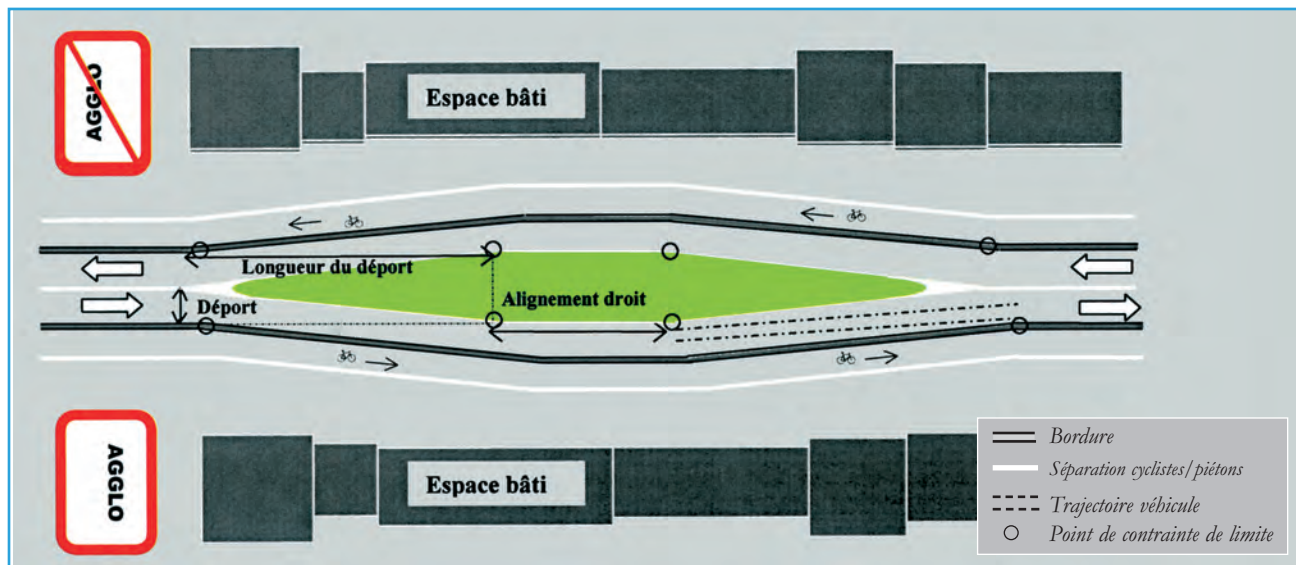 AGGLO
Espace bâti
Longueur du déport
Déport
Alignement droit
AGGLO
Espace bâti
Bordure
Séparation cyclistes/piétons
Trajectoire véhicule
Point de contrainte de limite